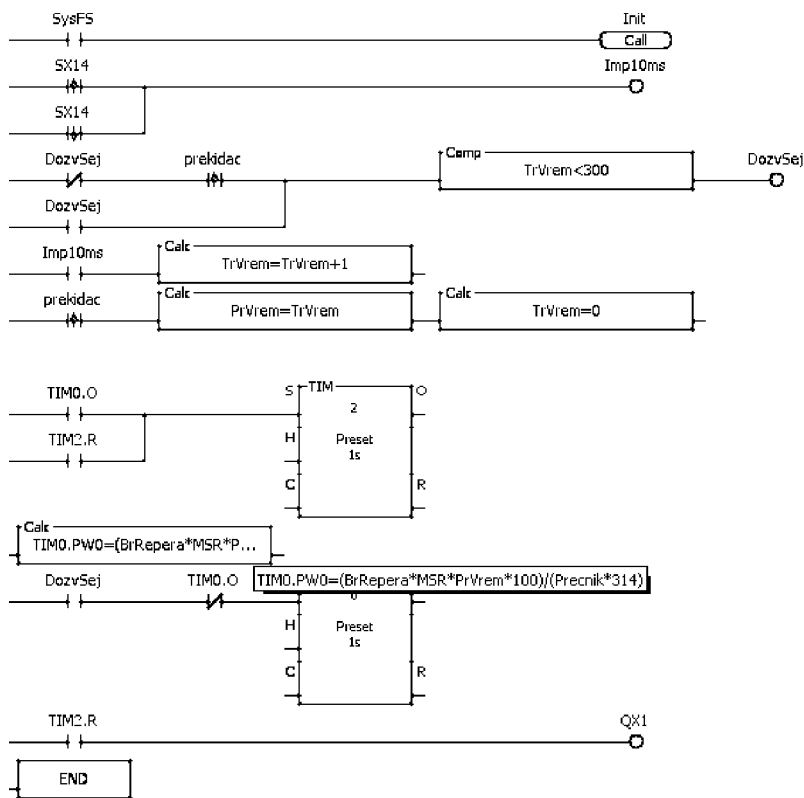 SysFS Init
Call
SX14 Imp10ms
SX14
DozvSej prekidac Comp TrVrem<300 DozvSej
DozvSej
Imp10ms Calc TrVrem=TrVrem+1
prekidac Calc PrVrem=TrVrem Calc TrVrem=0
TIM0.O S TIM O
2
TIM2.R H Preset
1s
C R
Calc
TIM0.PW0=(BrRepera*MSR*P...
DozvSej TIM0.O TIM0.PW0=(BrRepera*MSR*PrVrem*100)/(Precnik*314)
H Preset
1s
C R
TIM2.R QX1
END